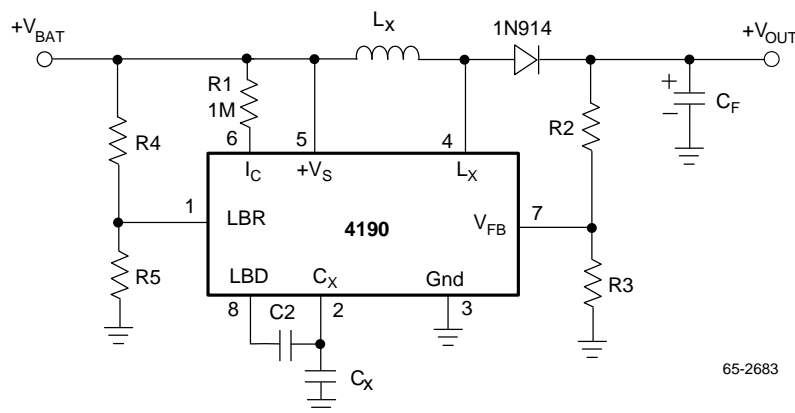 +VBAT
LX
1N914
+VOUT
R1
1M
+
−
CF
R4
R2
6
5
4
IC
+VS
LX
1
LBR
4190
VFB
7
R5
LBD
CX
Gnd
R3
8
C2
2
3
CX
65-2683